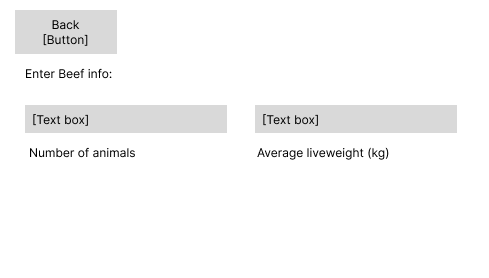 Back
[Button]
Enter Beef info:
[Text box] [Text box]
Number of animals Average liveweight (kg)